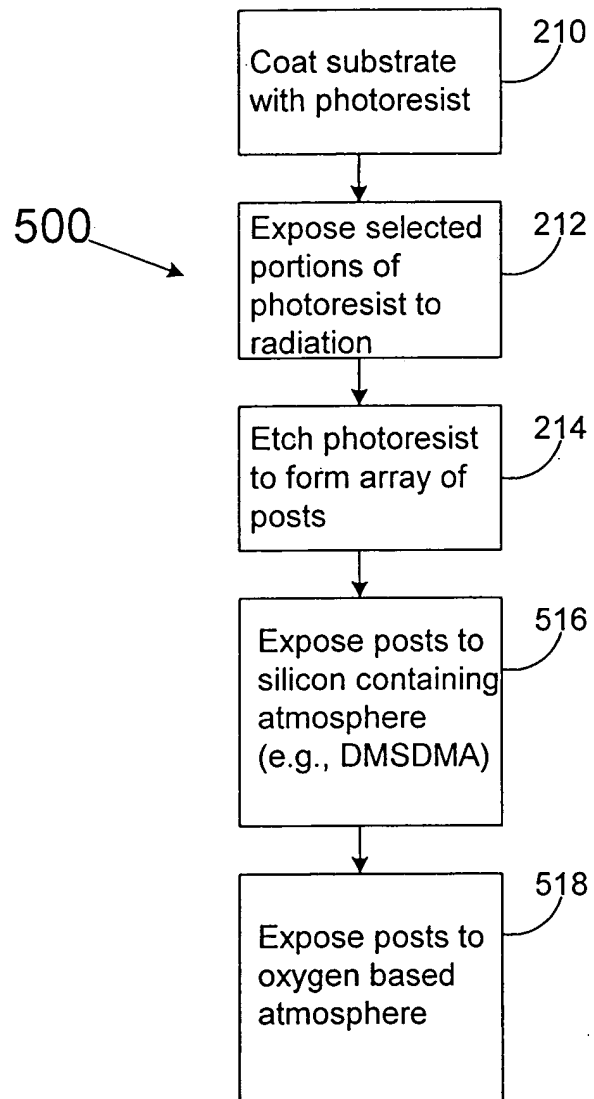 210
Coat substrate
with photoresist
500
212
Expose selected
portions of
photoresist to
radiation
214
Etch photoresist
to form array of
posts
516
Expose posts to
silicon containing
atmosphere
(e.g., DMSDMA)
518
Expose posts to
oxygen based
atmosphere